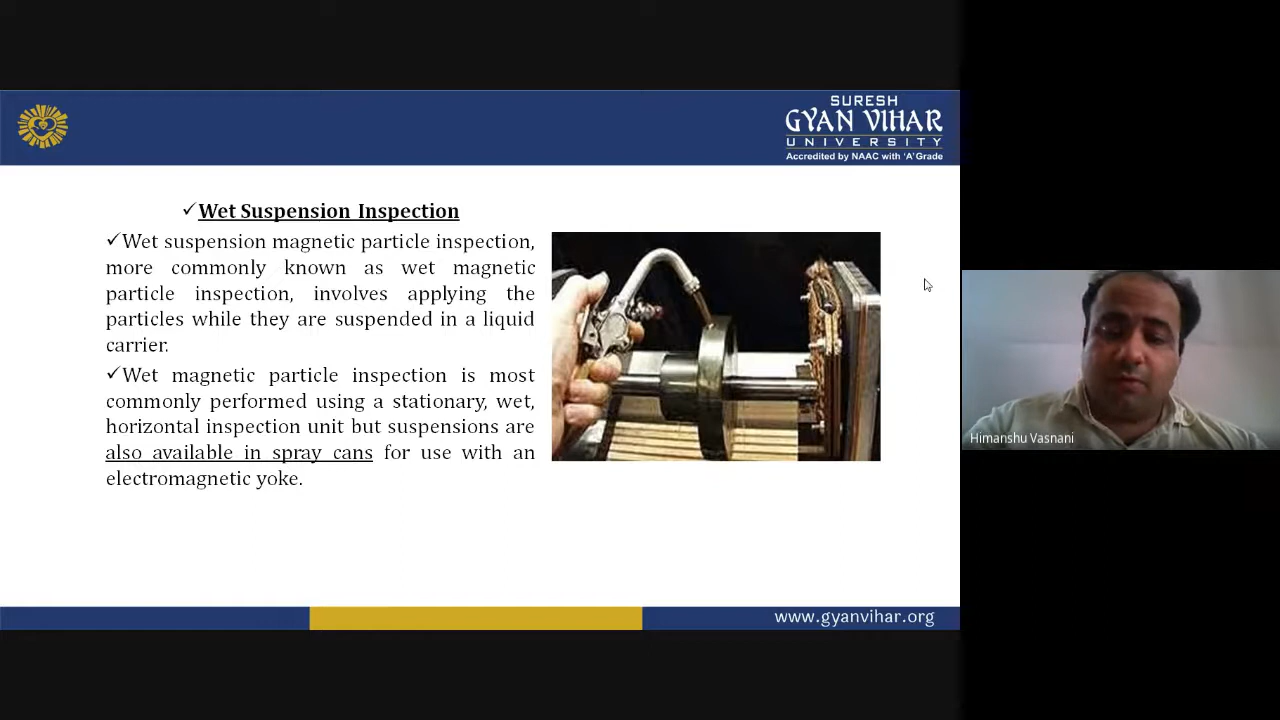 SURESH
GYAN VIHAR
UNIVERSITY
Accredited by NAAC with ‘A’ Grade
✓Wet Suspension Inspection
✓Wet suspension magnetic particle inspection,
more commonly known as wet magnetic
particle inspection, involves applying the
particles while they are suspended in a liquid
carrier.
✓Wet magnetic particle inspection is most
commonly performed using a stationary, wet,
horizontal inspection unit but suspensions are
also available in spray cans for use with an
electromagnetic yoke.
Himanshu Vasnani
www.gyanvihar.org